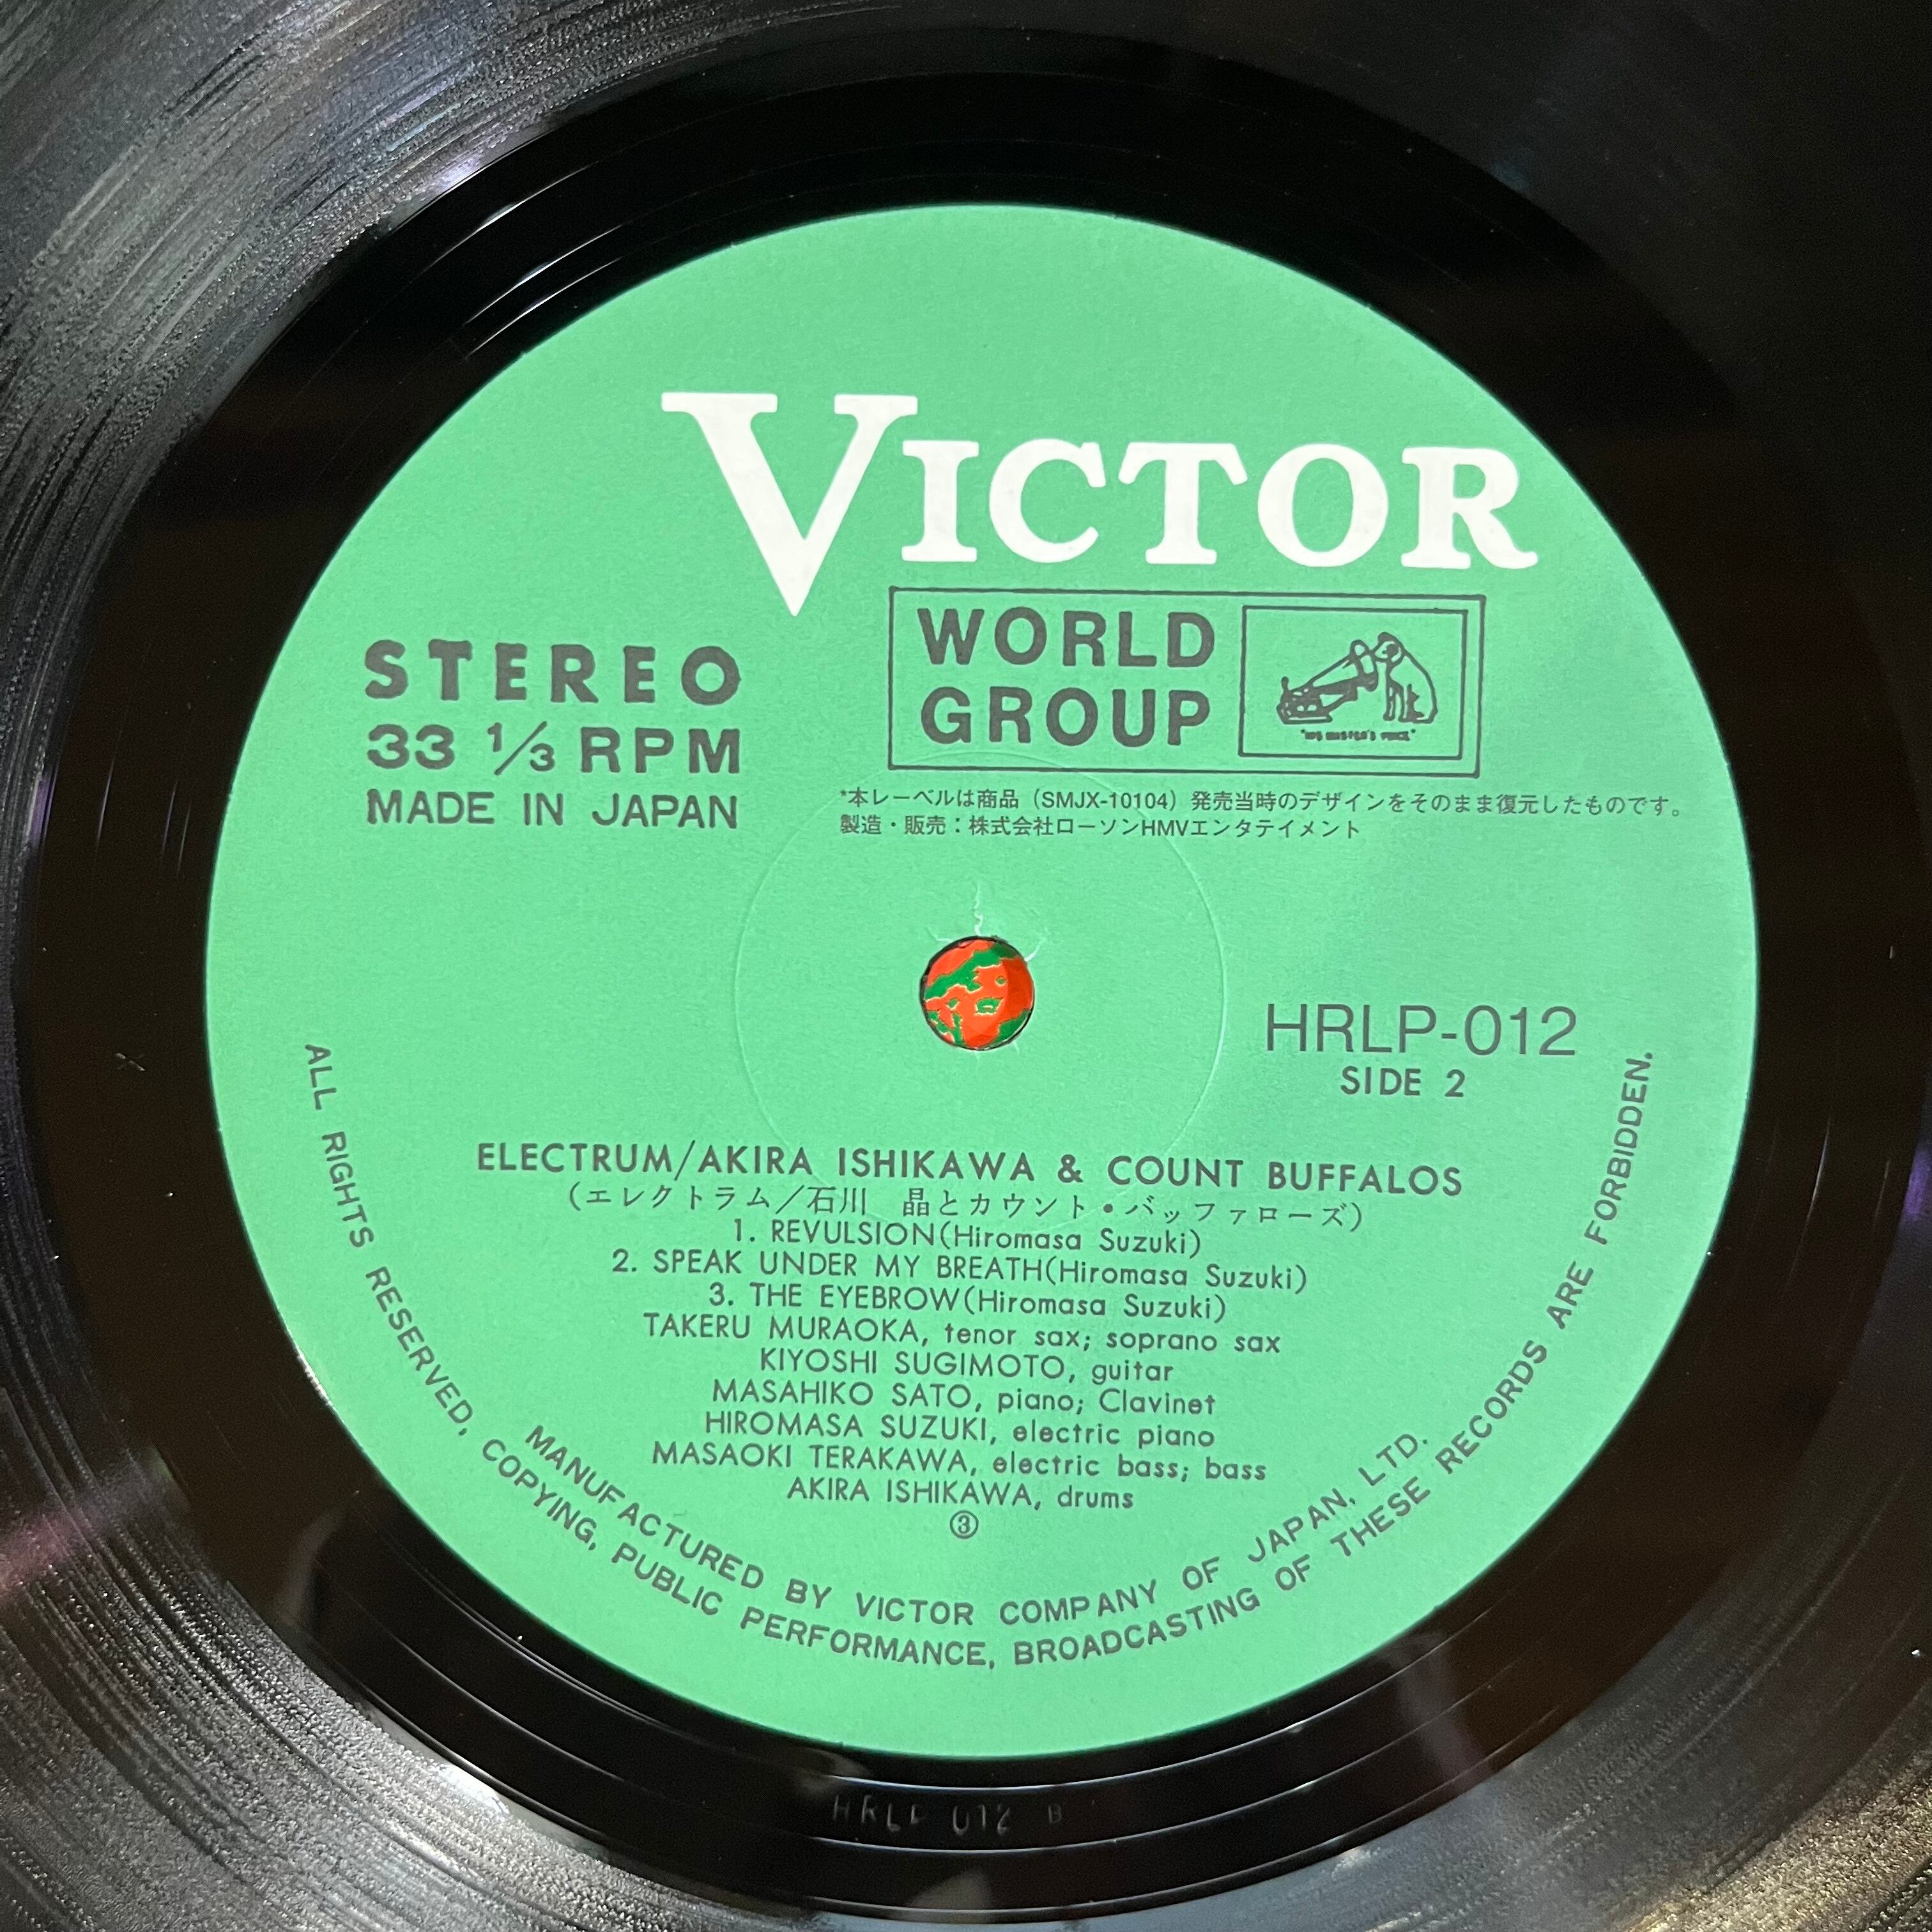 VICTOR
WORLD
GROUP
"HIS MASTER'S VOICE"
STEREO
33 1/3 RPM
MADE IN JAPAN
*本レーベルは商品（SMJX-10104）発売当時のデザインをそのまま復元したものです。
製造・販売：株式会社ローソンHMVエンタテイメント
HRLP-012
SIDE 2
ELECTRUM/AKIRA ISHIKAWA & COUNT BUFFALOS
(エレクトラム／石川　晶とカウント・バッファローズ)
1. REVULSION(Hiromasa Suzuki)
2. SPEAK UNDER MY BREATH(Hiromasa Suzuki)
3. THE EYEBROW(Hiromasa Suzuki)
TAKERU MURAOKA, tenor sax; soprano sax
KIYOSHI SUGIMOTO, guitar
MASAHIKO SATO, piano; Clavinet
HIROMASA SUZUKI, electric piano
MASAOKI TERAKAWA, electric bass; bass
AKIRA ISHIKAWA, drums
③
MANUFACTURED BY VICTOR COMPANY OF JAPAN, LTD.
ALL RIGHTS RESERVED, COPYING, PUBLIC PERFORMANCE, BROADCASTING OF THESE RECORDS ARE FORBIDDEN.
HRLP 012 B